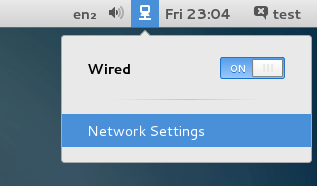 en₂ Fri 23:04 test
Wired ON
Network Settings